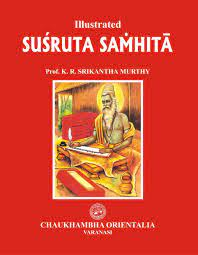 Illustrated
SUŚRUTA SAṀHITĀ
Prof. K. R. SRIKANTHA MURTHY
CHAUKHAMBHA ORIENTALIA
VARANASI